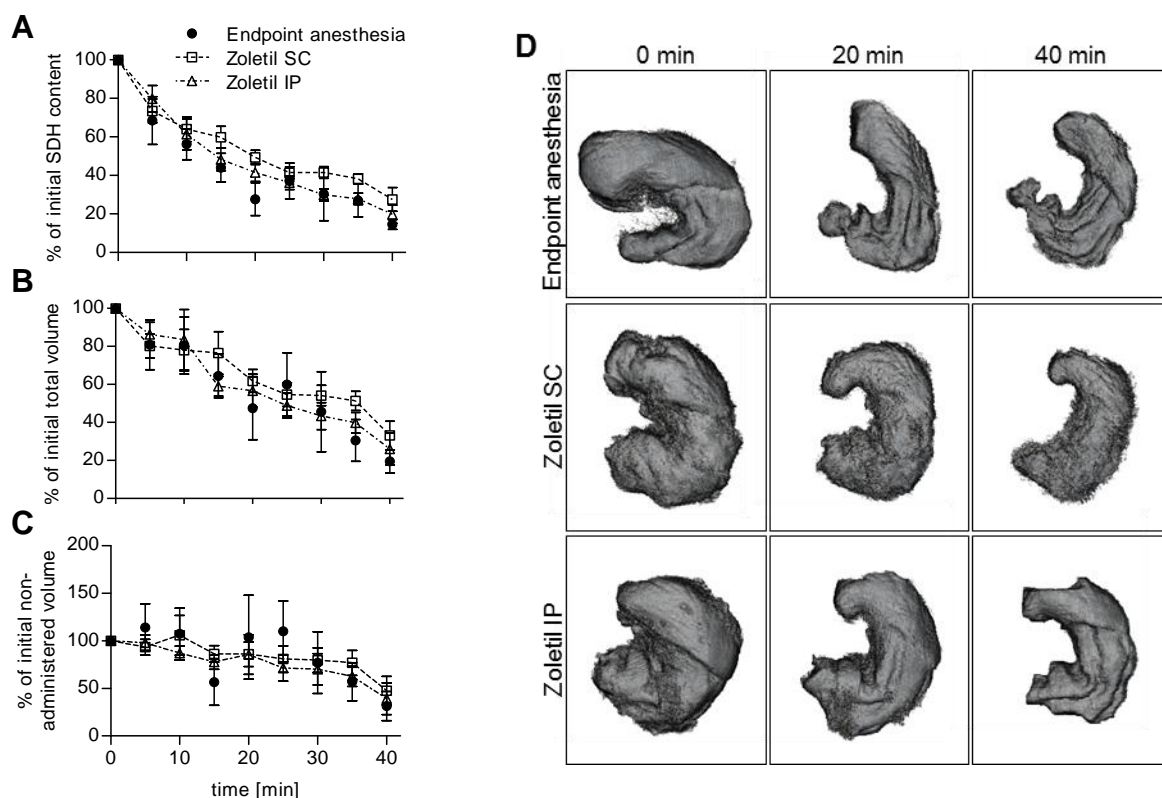 A
Endpoint anesthesia
Zoletil SC
Zoletil IP
% of initial SDH content
100
80
60
40
20
0
B
% of initial total volume
100
80
60
40
20
0
C
% of initial non-
administered volume
200
150
100
50
0
0 10 20 30 40
time [min]
D
0 min 20 min 40 min
Endpoint anesthesia
Zoletil SC
Zoletil IP